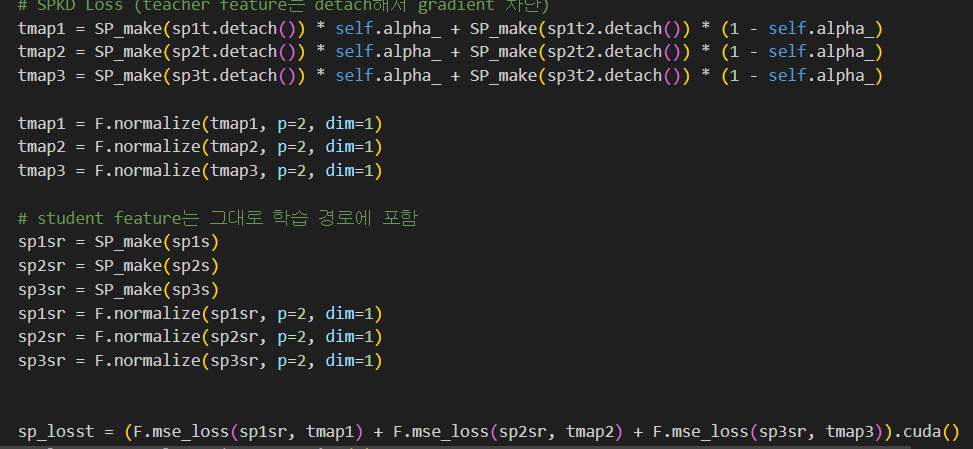 # SPKD Loss (teacher feature는 detach해서 gradient 차단)
tmap1 = SP_make(sp1t.detach()) * self.alpha_ + SP_make(sp1t2.detach()) * (1 - self.alpha_)
tmap2 = SP_make(sp2t.detach()) * self.alpha_ + SP_make(sp2t2.detach()) * (1 - self.alpha_)
tmap3 = SP_make(sp3t.detach()) * self.alpha_ + SP_make(sp3t2.detach()) * (1 - self.alpha_)
tmap1 = F.normalize(tmap1, p=2, dim=1)
tmap2 = F.normalize(tmap2, p=2, dim=1)
tmap3 = F.normalize(tmap3, p=2, dim=1)
# student feature는 그대로 학습 경로에 포함
sp1sr = SP_make(sp1s)
sp2sr = SP_make(sp2s)
sp3sr = SP_make(sp3s)
sp1sr = F.normalize(sp1sr, p=2, dim=1)
sp2sr = F.normalize(sp2sr, p=2, dim=1)
sp3sr = F.normalize(sp3sr, p=2, dim=1)
sp_losst = (F.mse_loss(sp1sr, tmap1) + F.mse_loss(sp2sr, tmap2) + F.mse_loss(sp3sr, tmap3)).cuda()